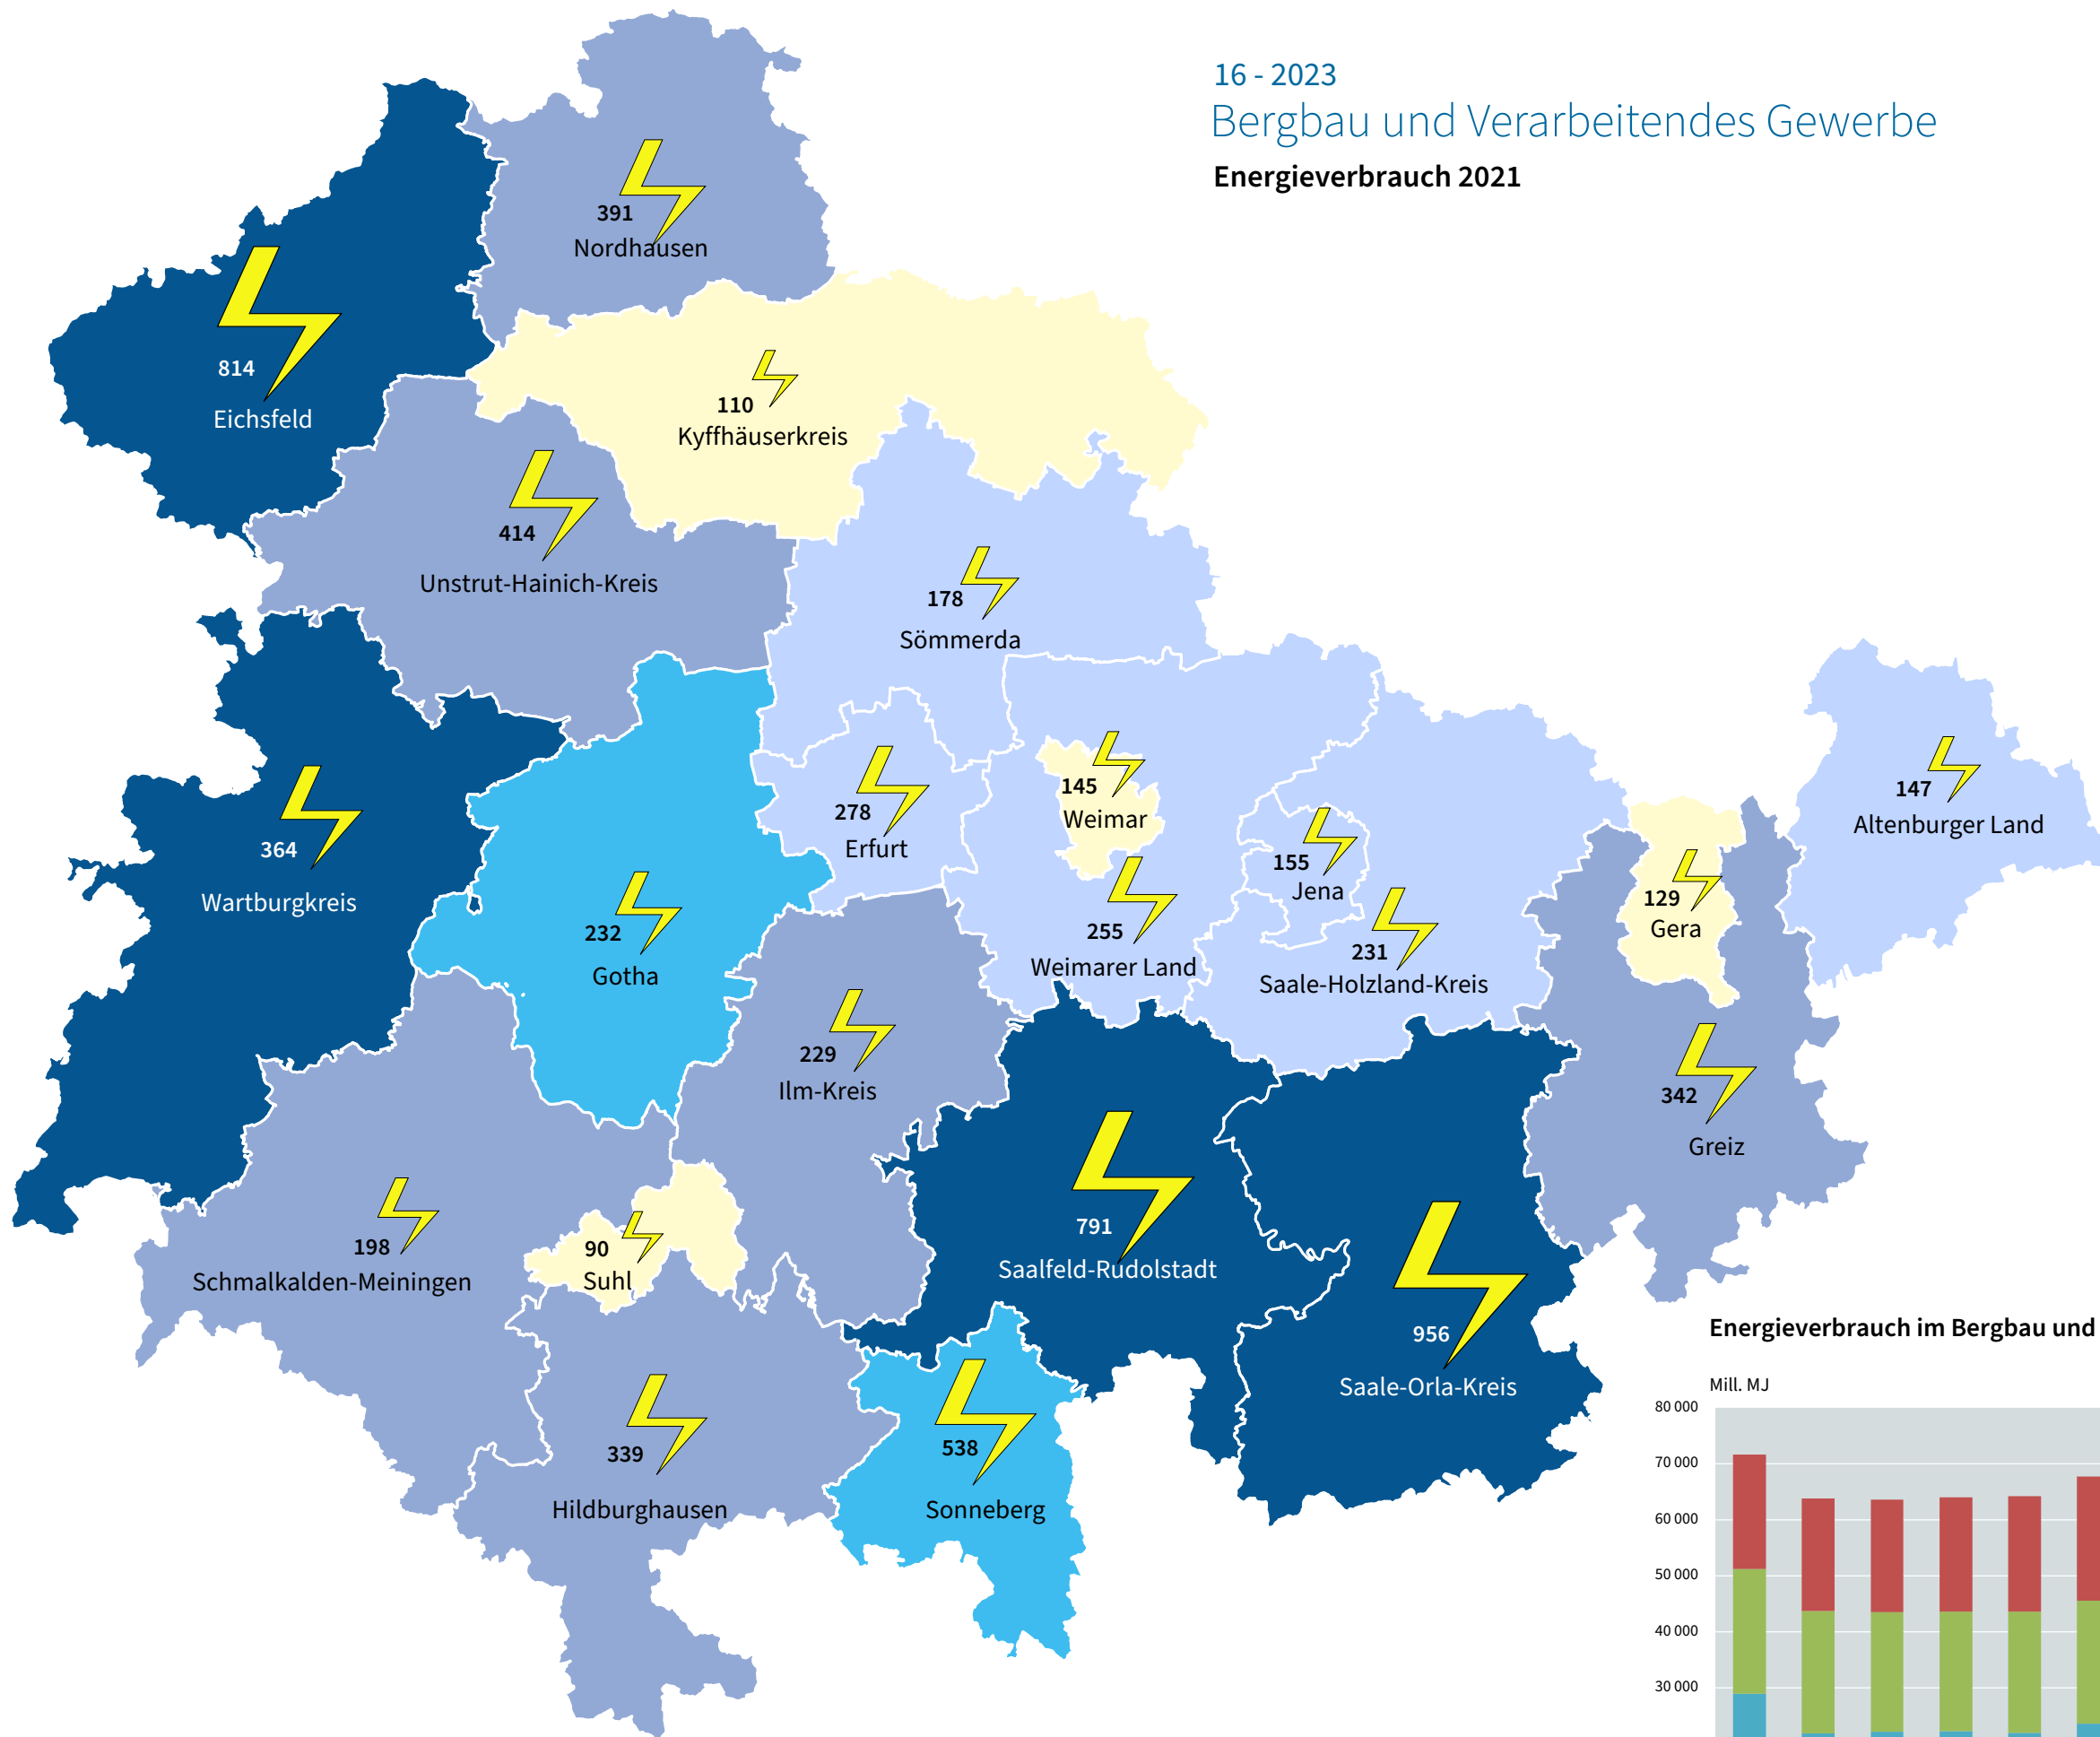 16 - 2023
Bergbau und Verarbeitendes Gewerbe
Energieverbrauch 2021
391
Nordhausen
814
Eichsfeld
110
Kyffhäuserkreis
414
Unstrut-Hainich-Kreis
178
Sömmerda
364
Wartburgkreis
232
Gotha
278
Erfurt
145
Weimar
255
Weimarer Land
155
Jena
231
Saale-Holzland-Kreis
129
Gera
147
Altenburger Land
342
Greiz
229
Ilm-Kreis
198
Schmalkalden-Meiningen
90
Suhl
791
Saalfeld-Rudolstadt
956
Saale-Orla-Kreis
339
Hildburghausen
538
Sonneberg
Energieverbrauch im Bergbau und
Mill. MJ
80 000
70 000
60 000
50 000
40 000
30 000